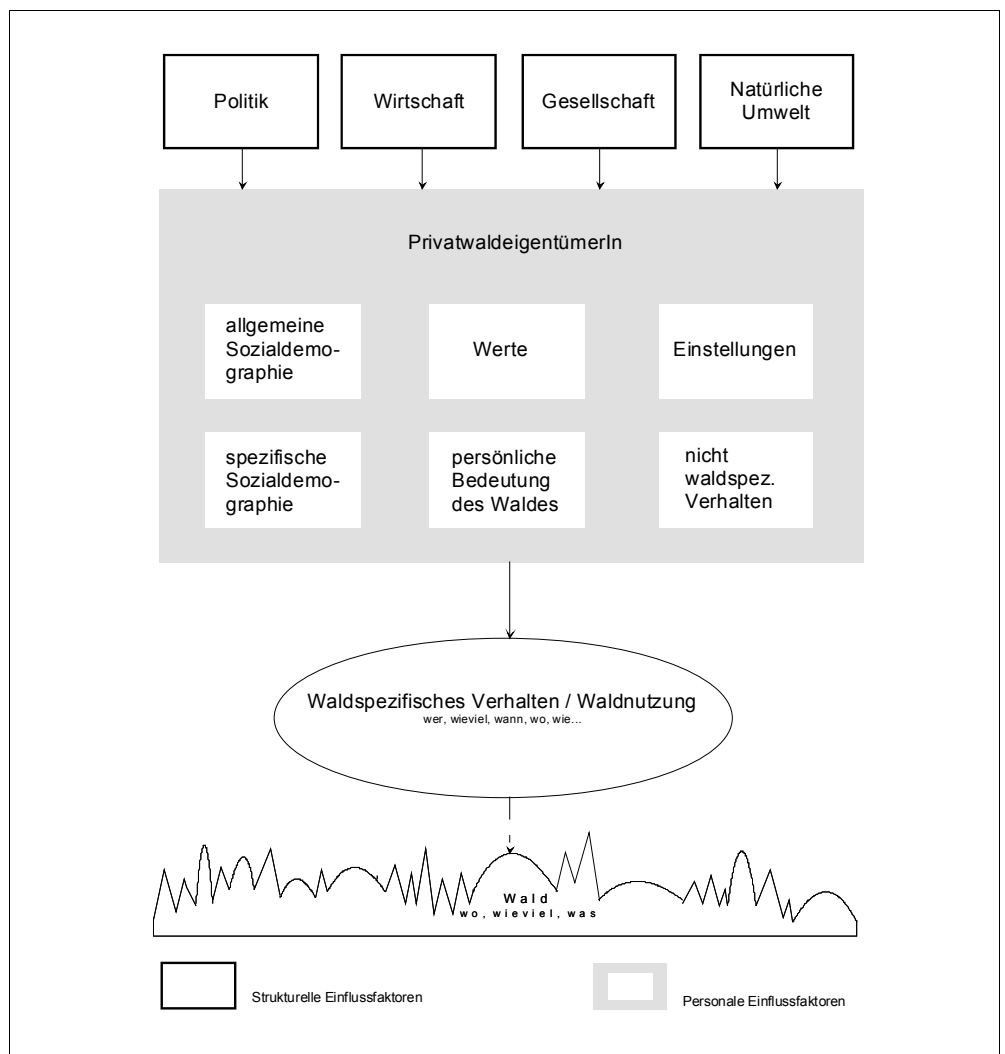 Politik
Wirtschaft
Gesellschaft
Natürliche
Umwelt
PrivatwaldeigentümerIn
allgemeine
Sozialdemo-
graphie
Werte
Einstellungen
spezifische
Sozialdemo-
graphie
persönliche
Bedeutung
des Waldes
nicht
waldspez.
Verhalten
Waldspezifisches Verhalten / Waldnutzung
wer, wieviel, wann, wo, wie...
Wald
wo, wieviel, was
Strukturelle Einflussfaktoren
Personale Einflussfaktoren